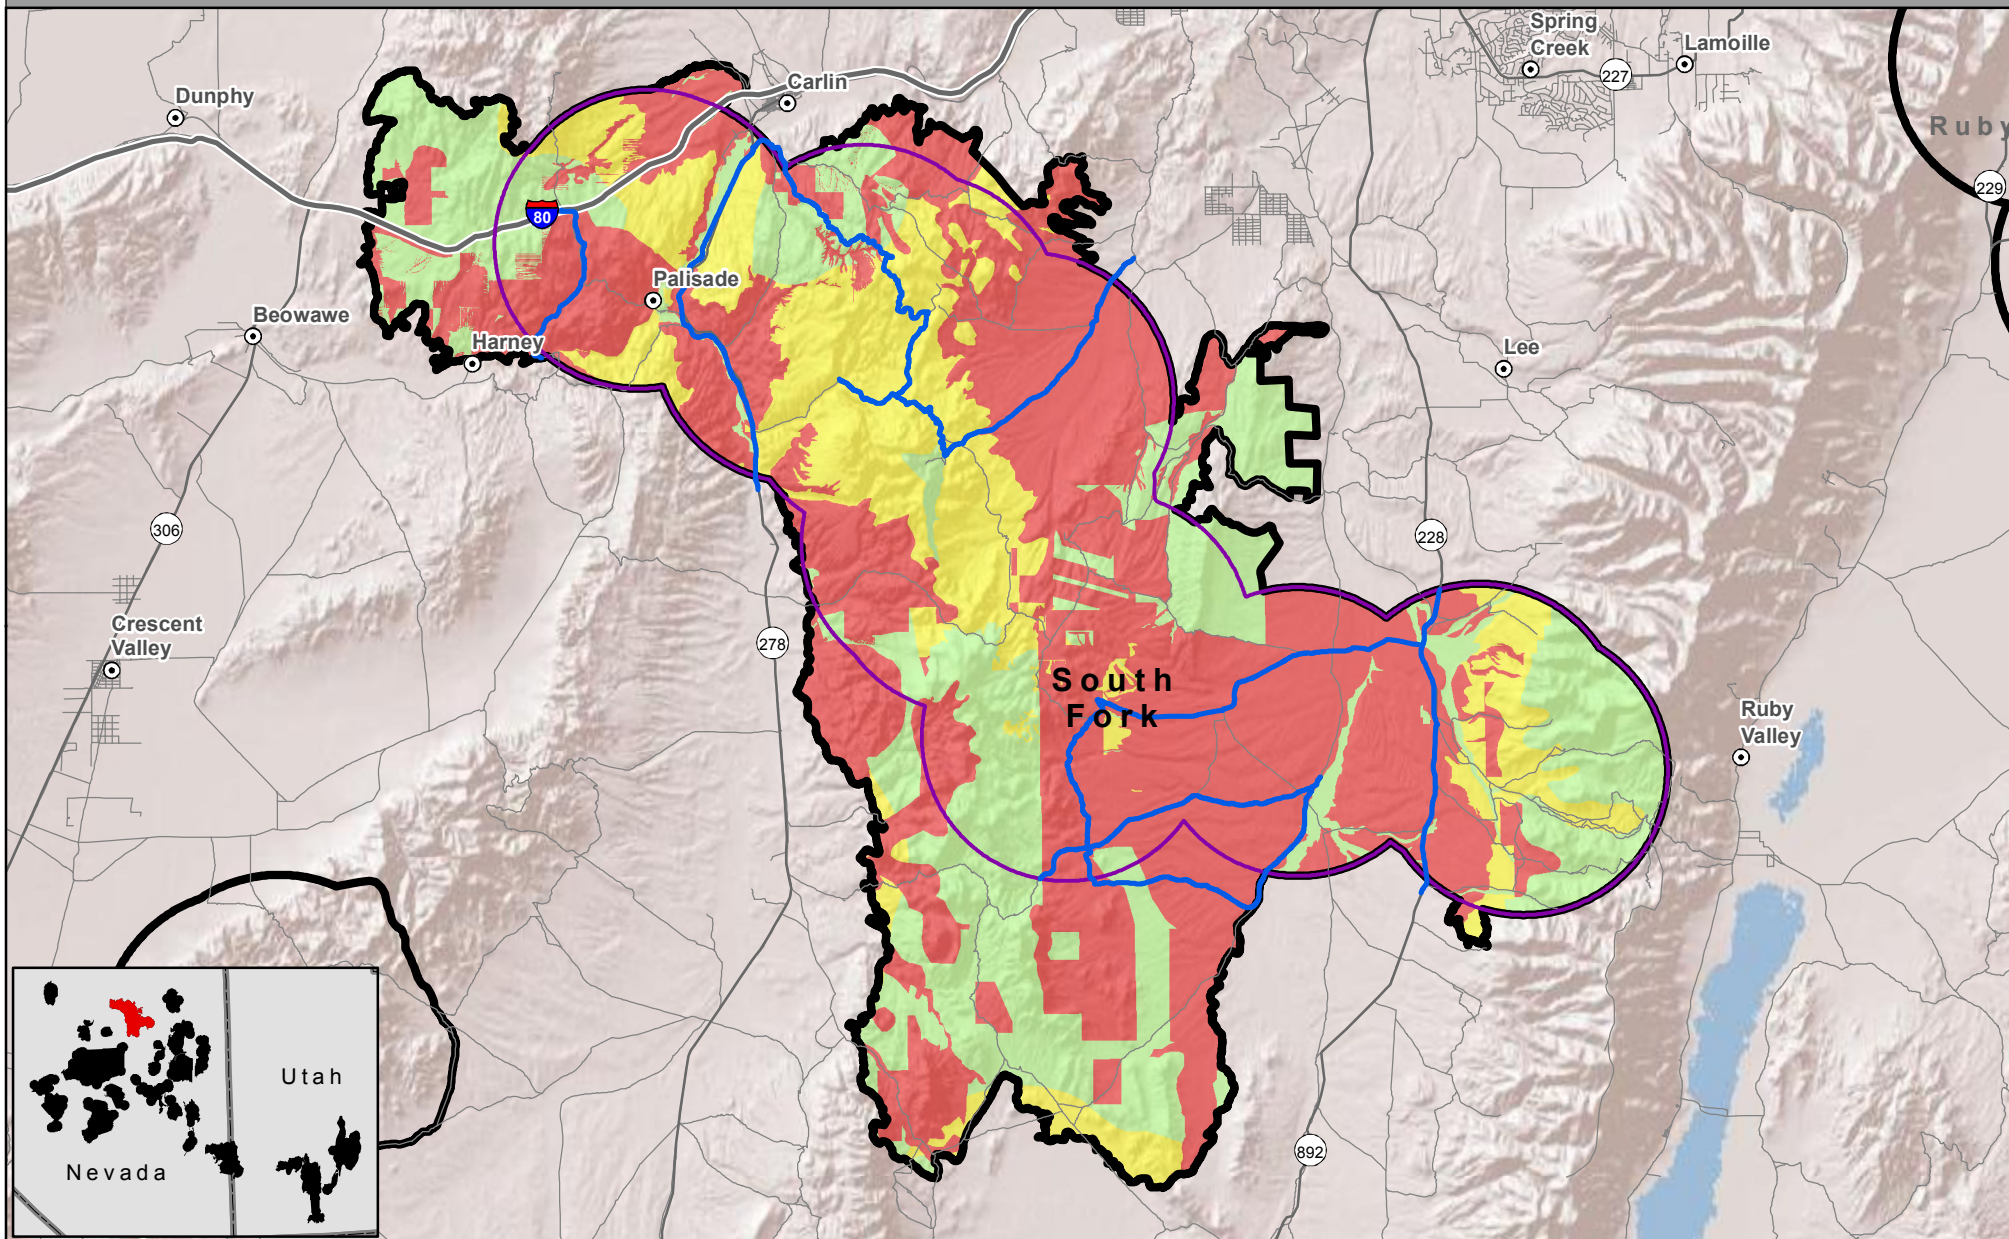 Spring
Creek
Lamoille
227
Carlin
Dunphy
Ruby
229
80
Palisade
Beowawe
Harney
Lee
306
228
Crescent
Valley
278
South
Fork
Ruby
Valley
Utah
Nevada
892